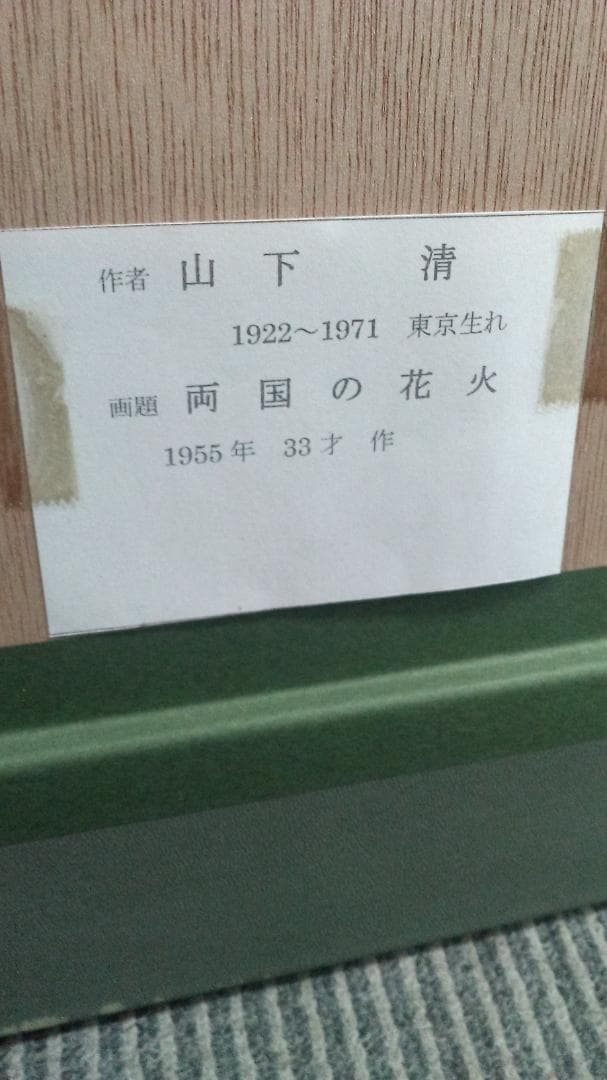 作者 山下 清
1922〜1971 東京生れ
画題 両国の花火
1955年 33才 作